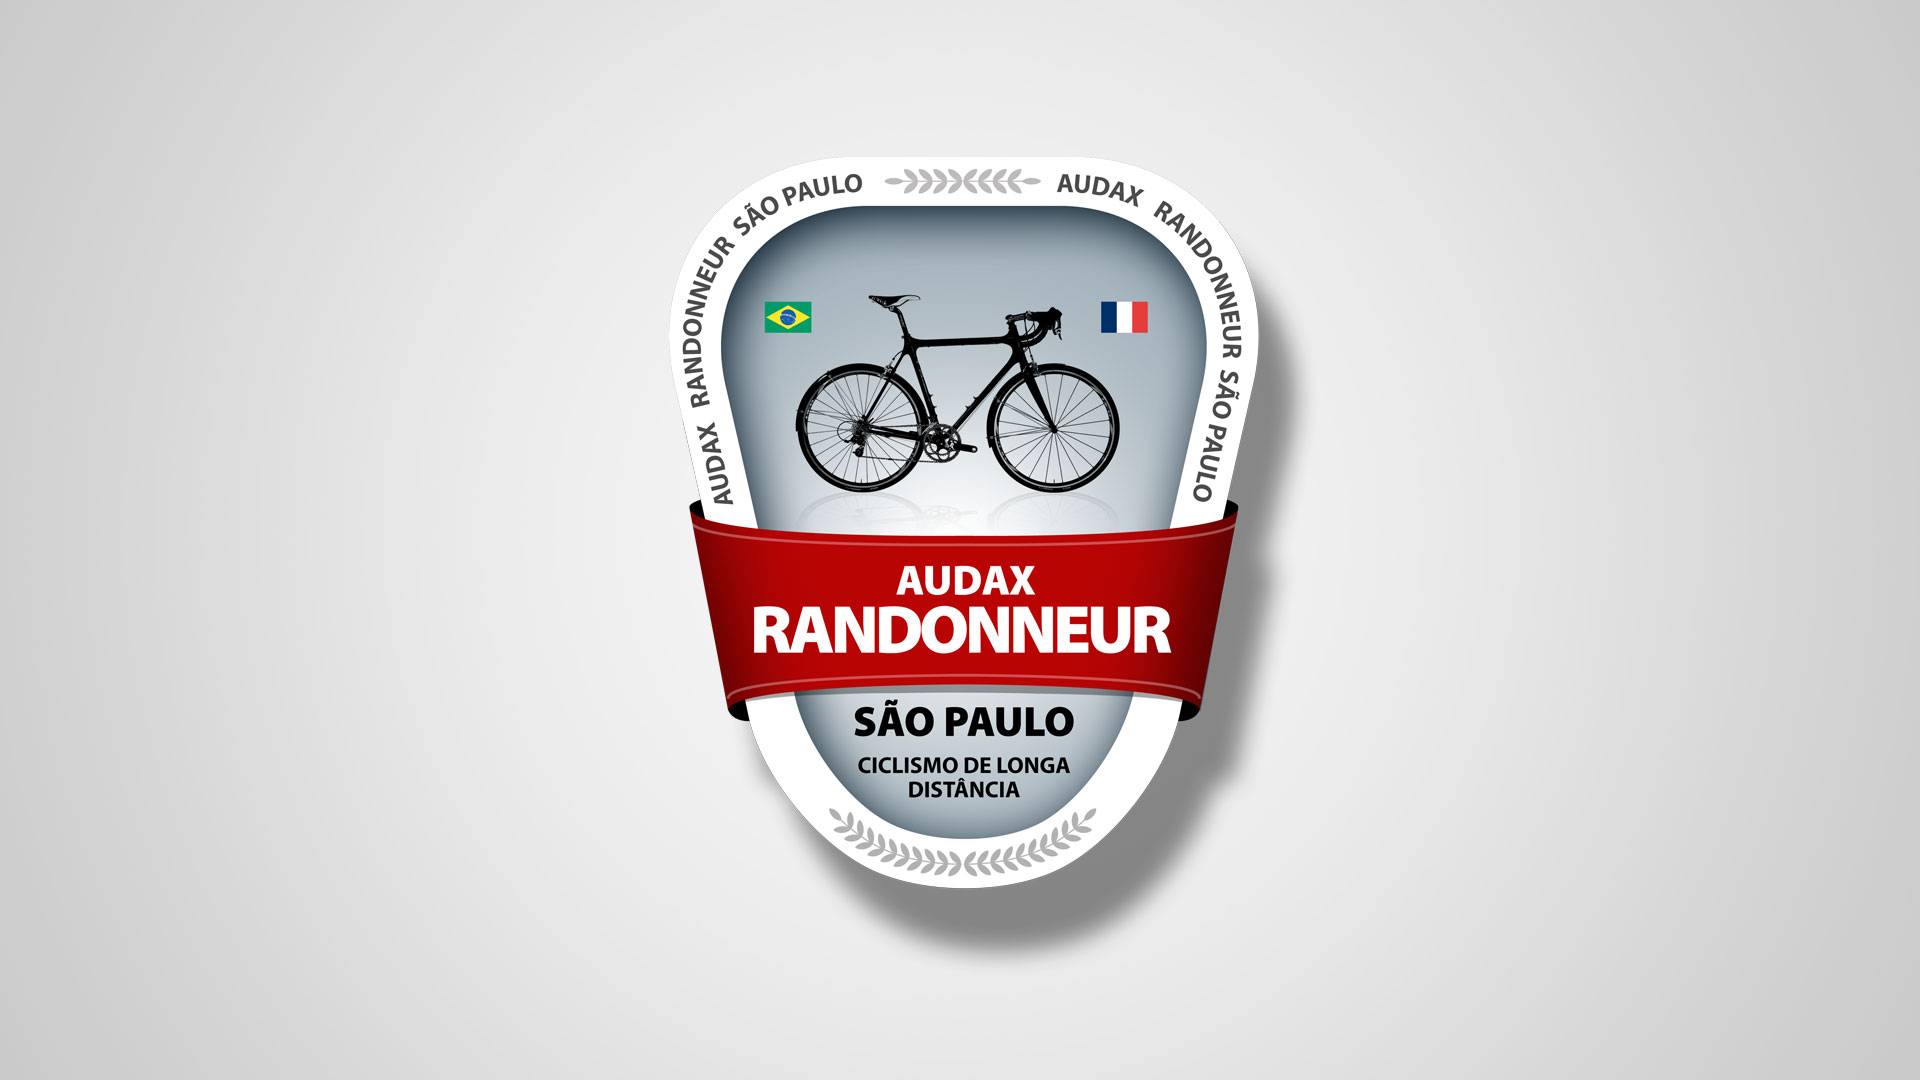 AUDAX RANDONNEUR SÃO PAULO
AUDAX RANDONNEUR SÃO PAULO
AUDAX
RANDONNEUR
SÃO PAULO
CICLISMO DE LONGA
DISTÂNCIA